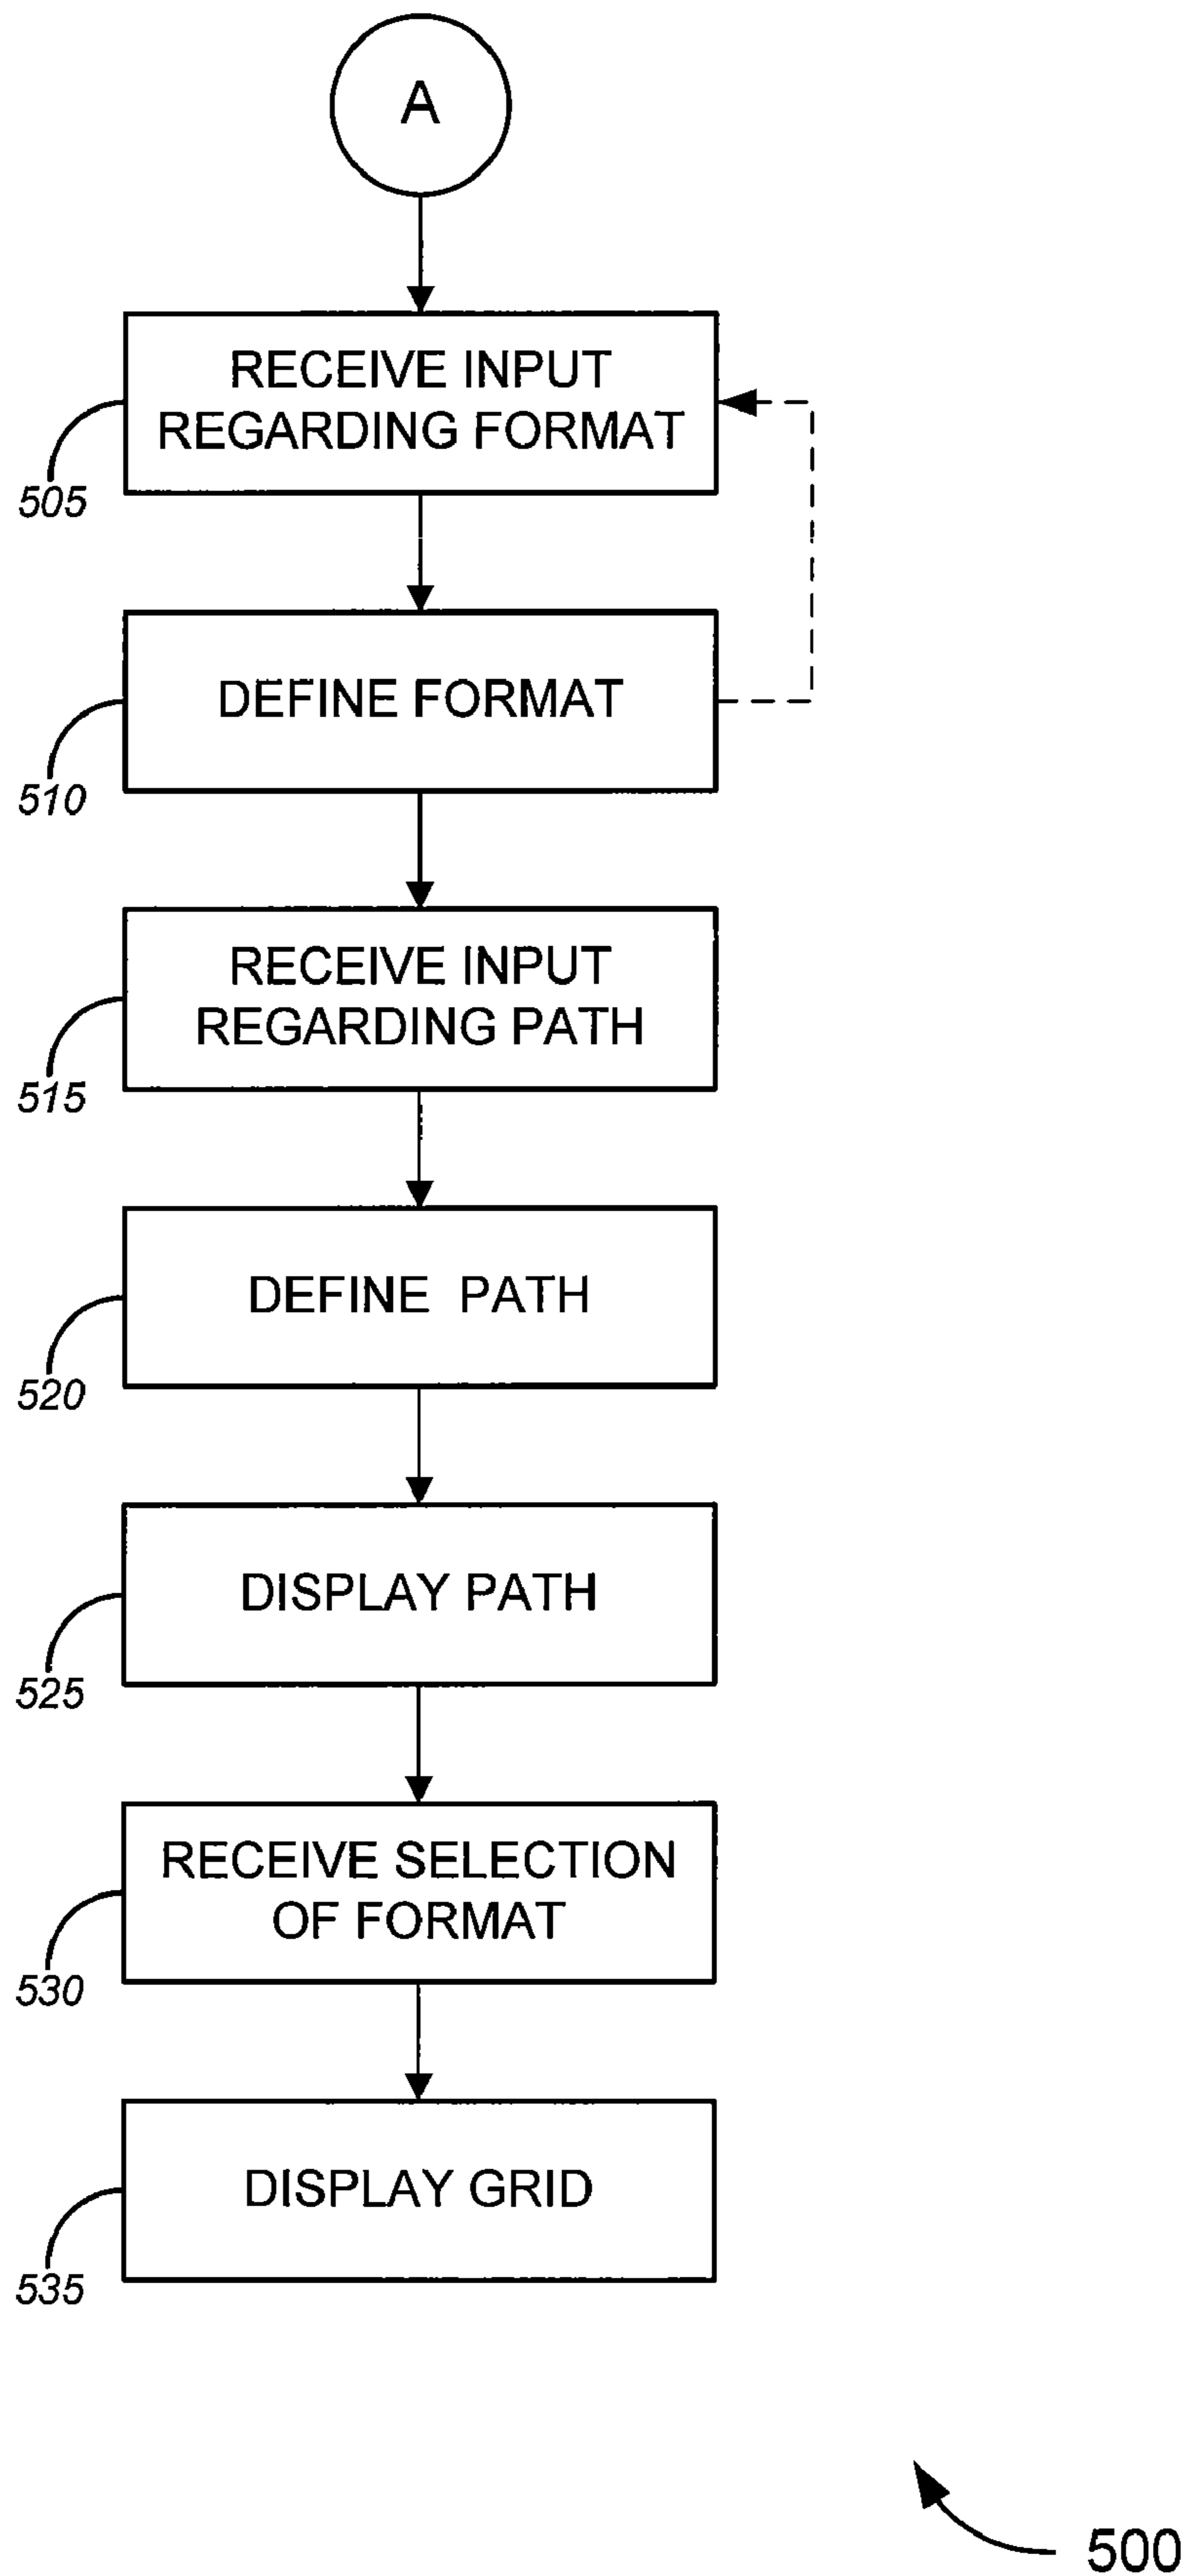 A
RECEIVE INPUT
REGARDING FORMAT
505
DEFINE FORMAT
510
RECEIVE INPUT
REGARDING PATH
515
DEFINE PATH
520
DISPLAY PATH
525
RECEIVE SELECTION
OF FORMAT
530
DISPLAY GRID
535
500